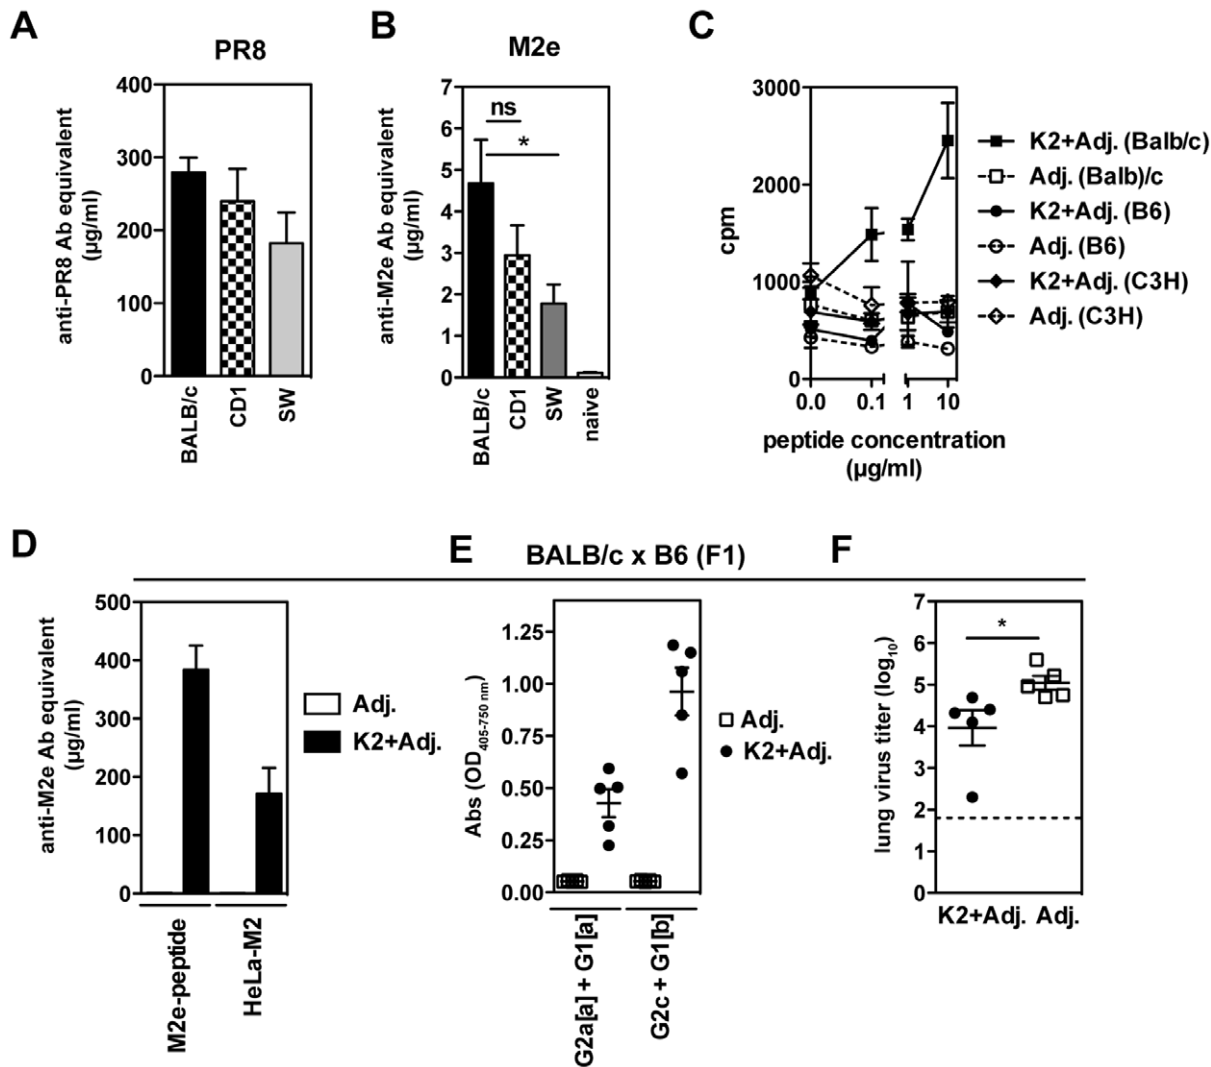 A
PR8
anti-PR8 Ab equivalent
(µg/ml)
400
300
200
100
0
BALB/c
CD1
SW
B
M2e
anti-M2e Ab equivalent
(µg/ml)
7
6
5
4
3
2
1
0
ns
*
BALB/c
CD1
SW
naive
C
cpm
3000
2000
1000
0
0.0
0.1
1
10
peptide concentration
(µg/ml)
K2+Adj. (Balb/c)
Adj. (Balb)/c
K2+Adj. (B6)
Adj. (B6)
K2+Adj. (C3H)
Adj. (C3H)
BALB/c x B6 (F1)
D
anti-M2e Ab equivalent
(µg/ml)
500
400
300
200
100
0
M2e-peptide
HeLa-M2
Adj.
K2+Adj.
E
Abs (OD405-750 nm)
1.25
1.00
0.75
0.50
0.25
0.00
G2a[a] + G1[a]
G2c + G1[b]
Adj.
K2+Adj.
F
lung virus titer (log10)
7
6
5
4
3
2
1
0
*
K2+Adj. Adj.